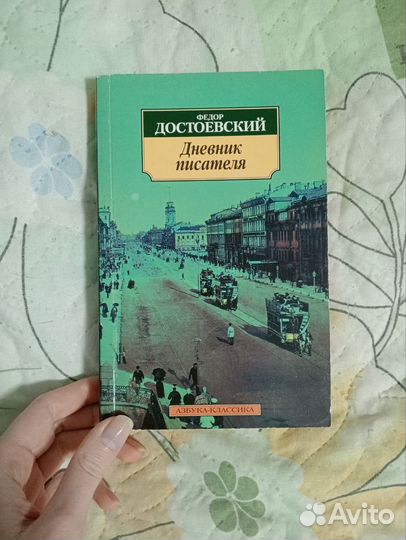 ФЕДОР
ДОСТОЕВСКИЙ
Дневник
писателя
АЗБУКА-КЛАССИКА
Avito